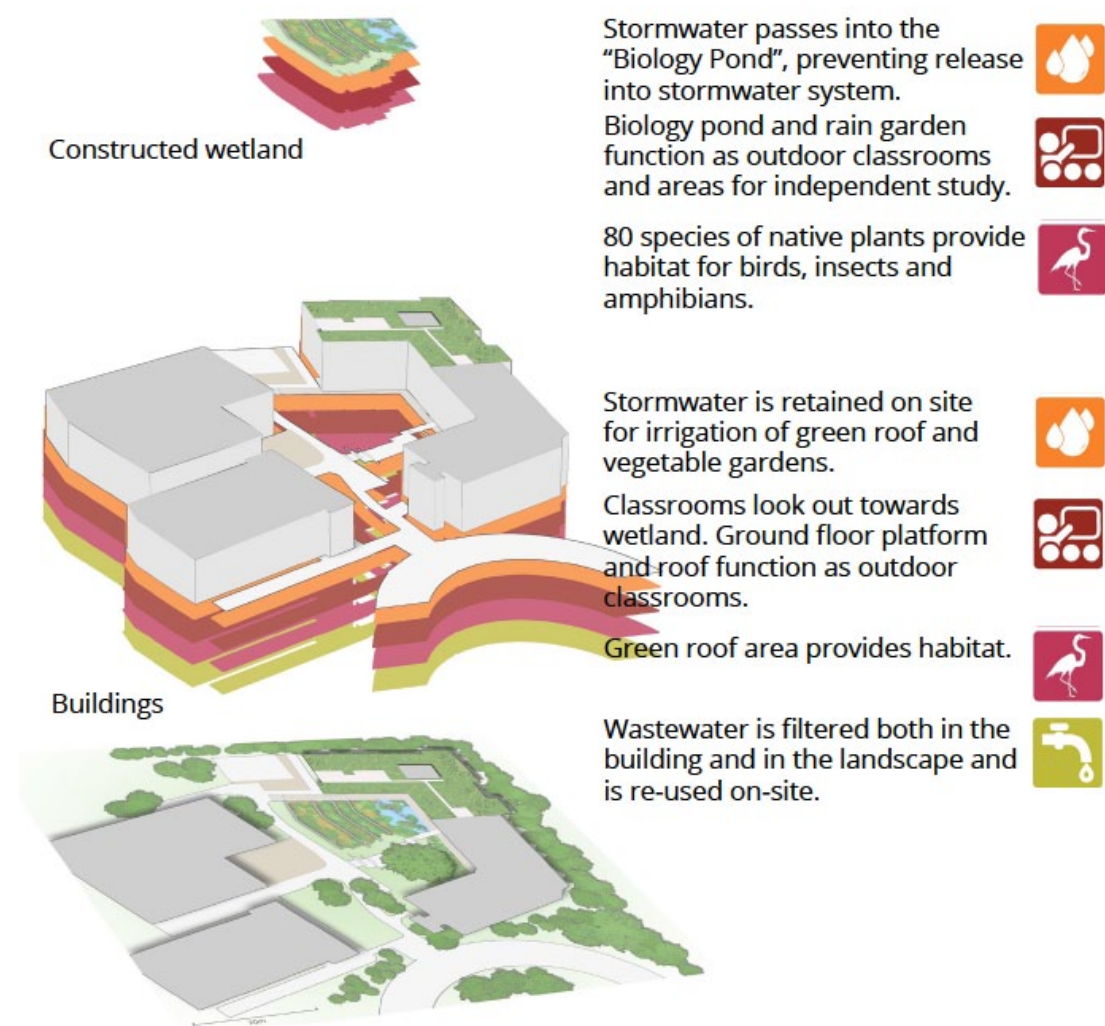 Stormwater passes into the
“Biology Pond”, preventing release
into stormwater system.
Constructed wetland
Biology pond and rain garden
function as outdoor classrooms
and areas for independent study.
80 species of native plants provide
habitat for birds, insects and
amphibians.
Stormwater is retained on site
for irrigation of green roof and
vegetable gardens.
Classrooms look out towards
wetland. Ground floor platform
and roof function as outdoor
classrooms.
Green roof area provides habitat.
Buildings
Wastewater is filtered both in the
building and in the landscape and
is re-used on-site.